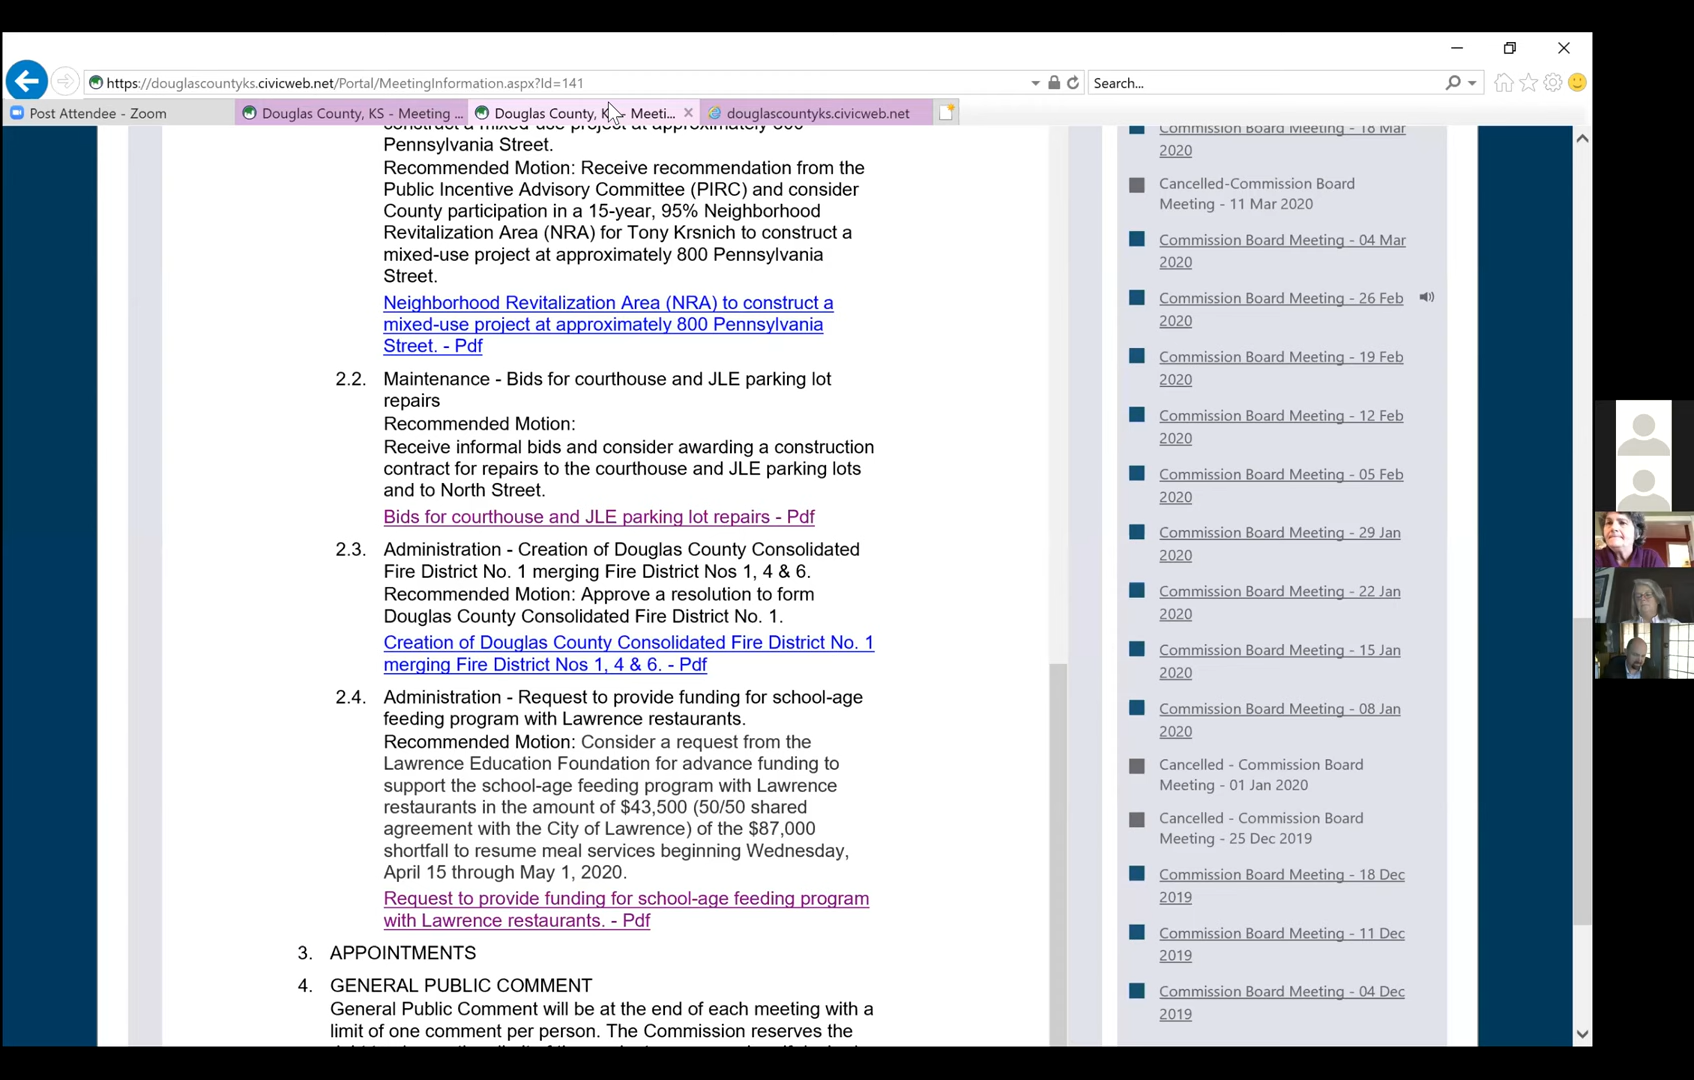 https://douglascountyks.civicweb.net/Portal/MeetingInformation.aspx?Id=141
Search...
Post Attendee - Zoom
Douglas County, KS - Meeting ...
Douglas County, K Meeti...
douglascountyks.civicweb.net
construct a mixed-use project at approximately 800
Pennsylvania Street.
Recommended Motion: Receive recommendation from the
Public Incentive Advisory Committee (PIRC) and consider
County participation in a 15-year, 95% Neighborhood
Revitalization Area (NRA) for Tony Krsnich to construct a
mixed-use project at approximately 800 Pennsylvania
Street.
Neighborhood Revitalization Area (NRA) to construct a
mixed-use project at approximately 800 Pennsylvania
Street. - Pdf
2.2. Maintenance - Bids for courthouse and JLE parking lot
repairs
Recommended Motion:
Receive informal bids and consider awarding a construction
contract for repairs to the courthouse and JLE parking lots
and to North Street.
Bids for courthouse and JLE parking lot repairs - Pdf
2.3. Administration - Creation of Douglas County Consolidated
Fire District No. 1 merging Fire District Nos 1, 4 & 6.
Recommended Motion: Approve a resolution to form
Douglas County Consolidated Fire District No. 1.
Creation of Douglas County Consolidated Fire District No. 1
merging Fire District Nos 1, 4 & 6. - Pdf
2.4. Administration - Request to provide funding for school-age
feeding program with Lawrence restaurants.
Recommended Motion: Consider a request from the
Lawrence Education Foundation for advance funding to
support the school-age feeding program with Lawrence
restaurants in the amount of $43,500 (50/50 shared
agreement with the City of Lawrence) of the $87,000
shortfall to resume meal services beginning Wednesday,
April 15 through May 1, 2020.
Request to provide funding for school-age feeding program
with Lawrence restaurants. - Pdf
3. APPOINTMENTS
4. GENERAL PUBLIC COMMENT
General Public Comment will be at the end of each meeting with a
limit of one comment per person. The Commission reserves the
Commission Board Meeting - 18 Mar
2020
Cancelled-Commission Board
Meeting - 11 Mar 2020
Commission Board Meeting - 04 Mar
2020
Commission Board Meeting - 26 Feb
2020
Commission Board Meeting - 19 Feb
2020
Commission Board Meeting - 12 Feb
2020
Commission Board Meeting - 05 Feb
2020
Commission Board Meeting - 29 Jan
2020
Commission Board Meeting - 22 Jan
2020
Commission Board Meeting - 15 Jan
2020
Commission Board Meeting - 08 Jan
2020
Cancelled - Commission Board
Meeting - 01 Jan 2020
Cancelled - Commission Board
Meeting - 25 Dec 2019
Commission Board Meeting - 18 Dec
2019
Commission Board Meeting - 11 Dec
2019
Commission Board Meeting - 04 Dec
2019